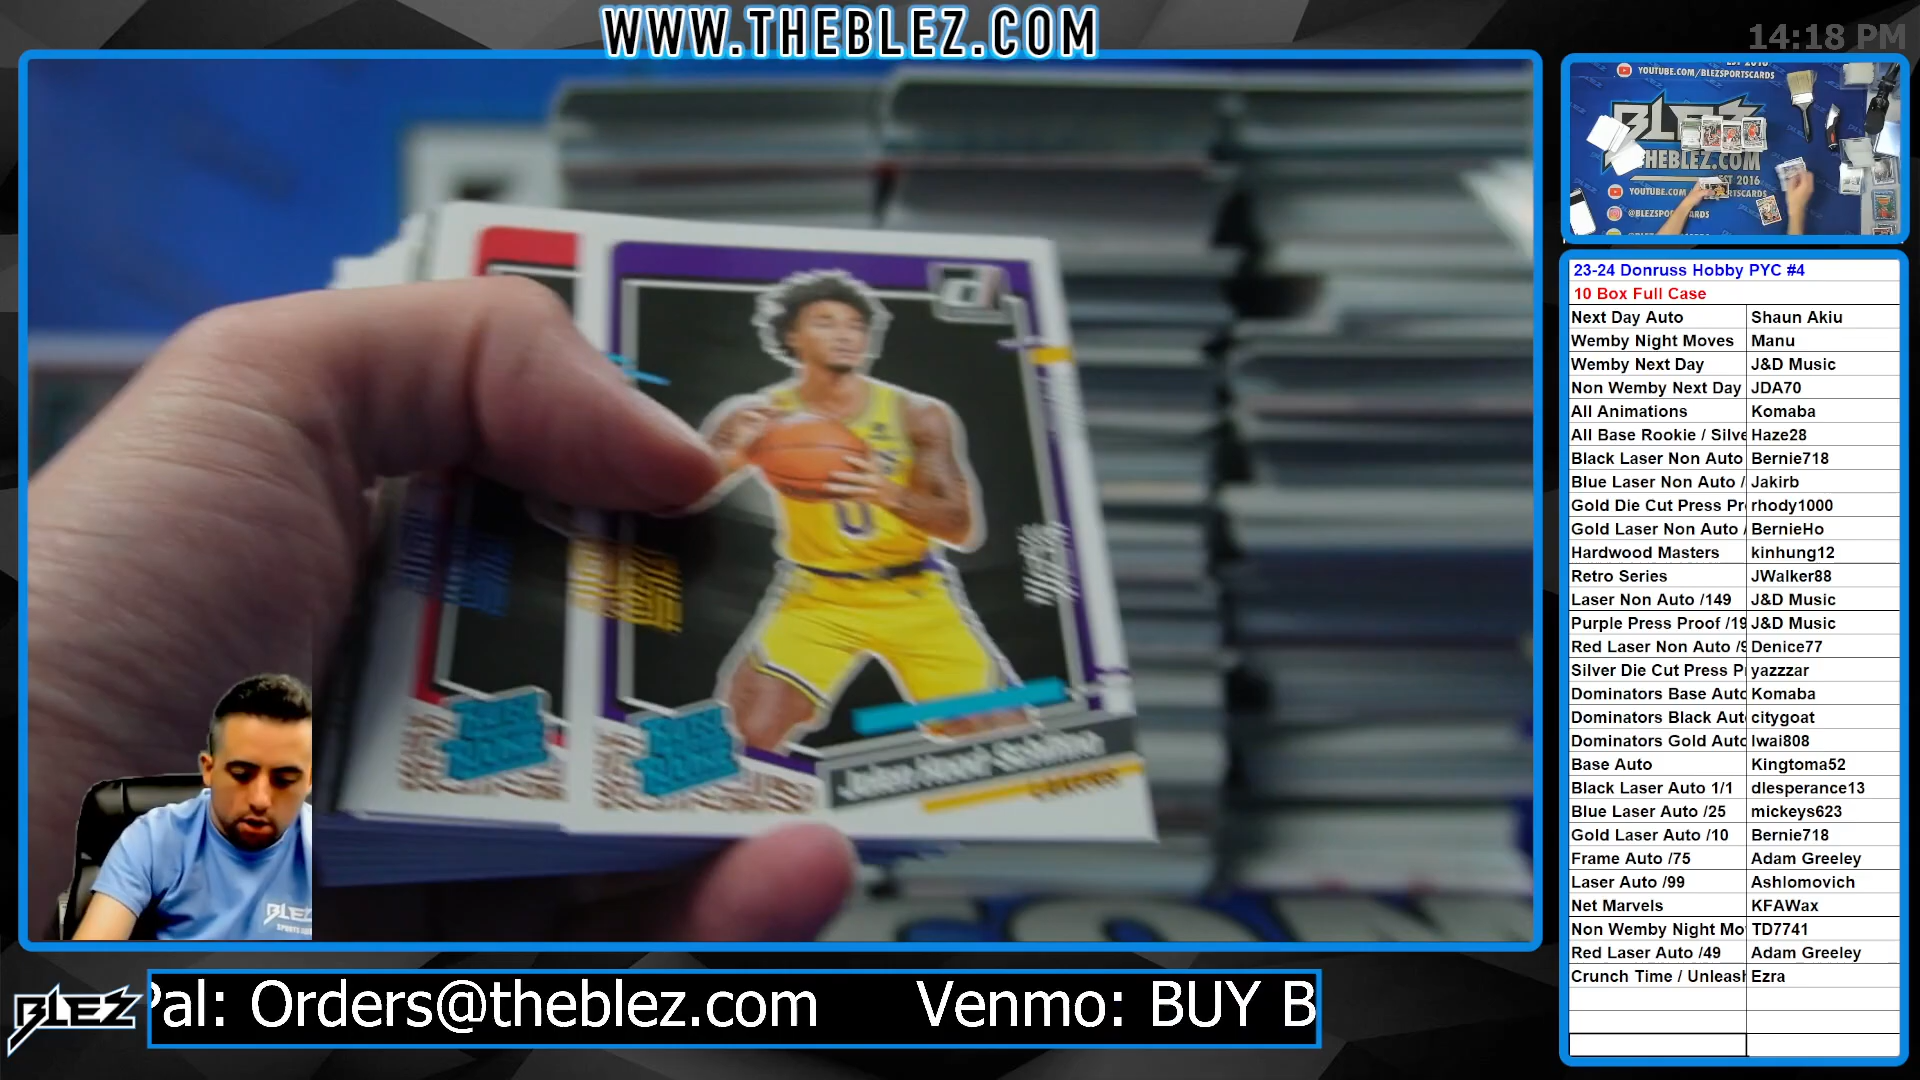 WWW.THEBLEZ.COM
14:18 PM
YOUTUBE.COM/BLEZSPORTSCARDS
THEBLEZ.COM
EST 2016
YOUTUBE.COM
@BLEZSPORTSCARDS
23-24 Donruss Hobby PYC #4
10 Box Full Case
Next Day Auto Shaun Akiu
Wemby Night Moves Manu
Wemby Next Day J&D Music
Non Wemby Next Day JDA70
All Animations Komaba
All Base Rookie / Silve Haze28
Black Laser Non Auto Bernie718
Blue Laser Non Auto / Jakirb
Gold Die Cut Press Pr rhody1000
Gold Laser Non Auto / BernieHo
Hardwood Masters kinhung12
Retro Series JWalker88
Laser Non Auto /149 J&D Music
Purple Press Proof /19 J&D Music
Red Laser Non Auto /9 Denice77
Silver Die Cut Press P yazzzar
Dominators Base Auto Komaba
Dominators Black Aut citygoat
Dominators Gold Auto lwai808
Base Auto Kingtoma52
Black Laser Auto 1/1 dlesperance13
Blue Laser Auto /25 mickeys623
Gold Laser Auto /10 Bernie718
Frame Auto /75 Adam Greeley
Laser Auto /99 Ashlomovich
Net Marvels KFAWax
Non Wemby Night Mo TD7741
Red Laser Auto /49 Adam Greeley
Crunch Time / Unleash Ezra
BLEZ
Pal: Orders@theblez.com Venmo: BUY B